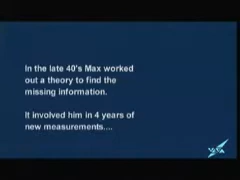 In the late 40's Max worked
out a theory to find the
missing information.
It involved him in 4 years of
new measurements....